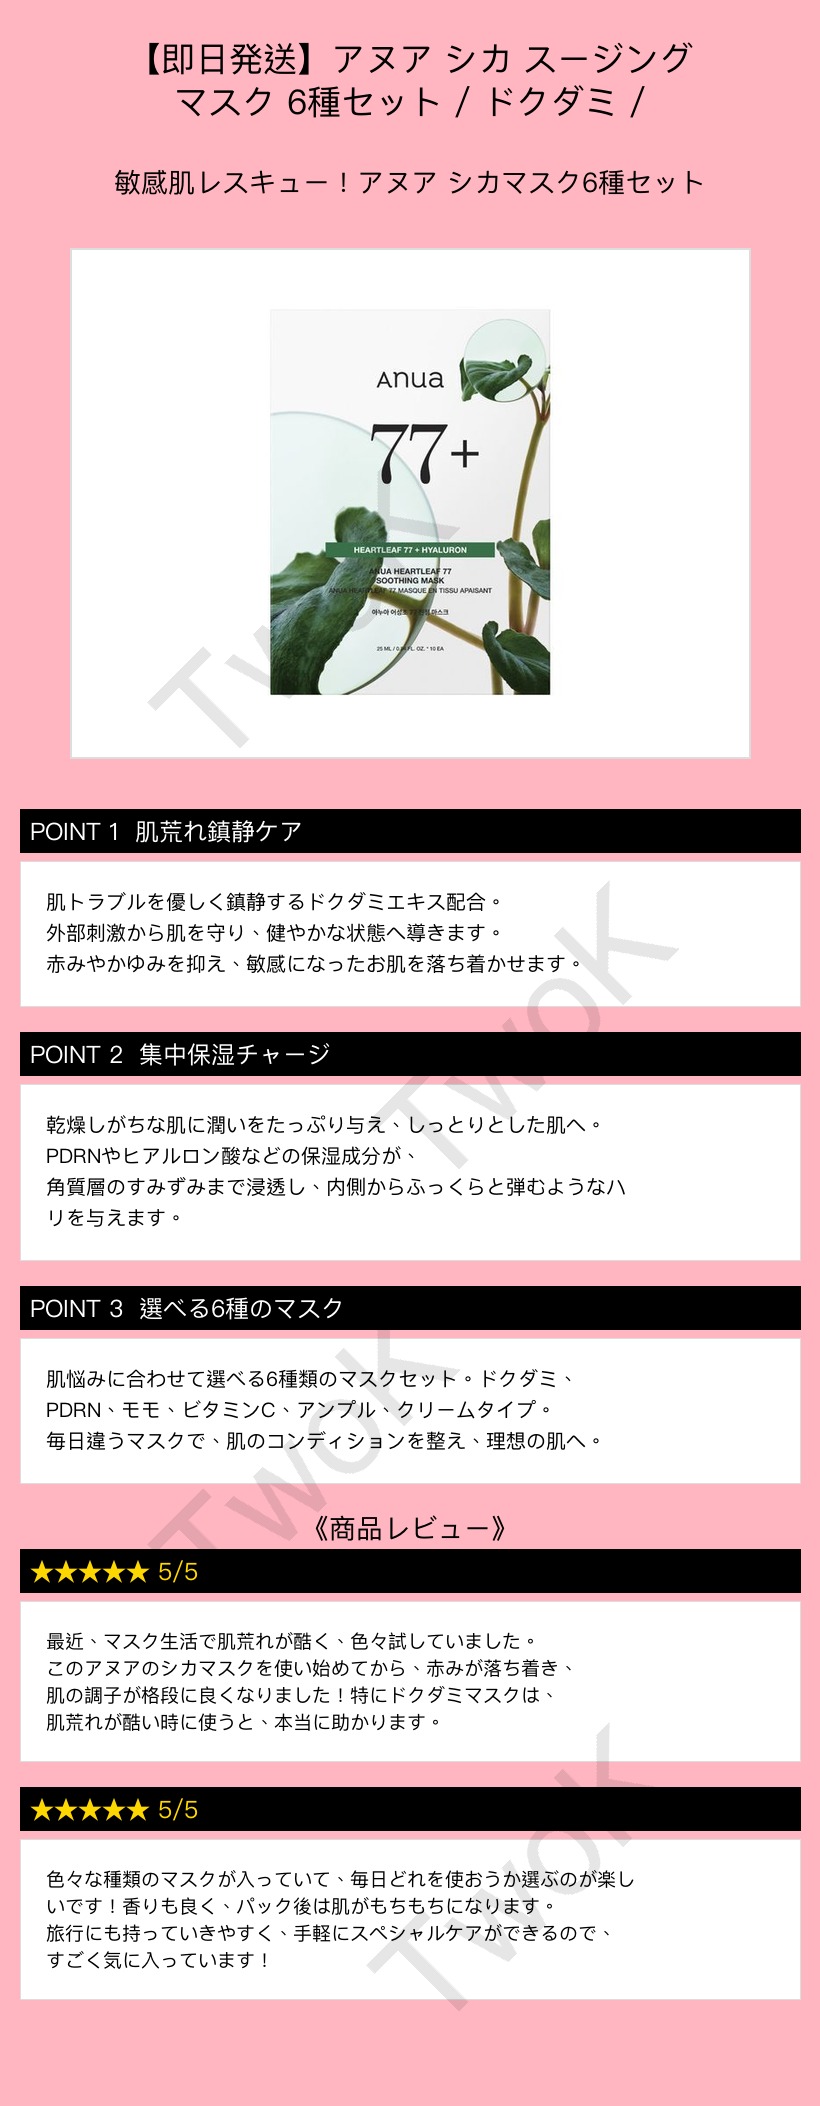 【即日発送】アヌア シカ スージング
マスク 6種セット / ドクダミ /
敏感肌レスキュー！アヌア シカマスク6種セット
Anua
77+
HEARTLEAF 77 + HYALURON
ANUA HEARTLEAF 77
SOOTHING MASK
ANUA HEARTLEAF 77 MASQUE EN TISSU APAISANT
아누아 어성초 77 마스크
25 ML / FL. OZ. * 10 EA
TwoK
POINT 1 肌荒れ鎮静ケア
肌トラブルを優しく鎮静するドクダミエキス配合。
外部刺激から肌を守り、健やかな状態へ導きます。
赤みやかゆみを抑え、敏感になったお肌を落ち着かせます。
TwoK
POINT 2 集中保湿チャージ
乾燥しがちな肌に潤いをたっぷり与え、しっとりとした肌へ。
PDRNやヒアルロン酸などの保湿成分が、
角質層のすみずみまで浸透し、内側からふっくらと弾むようなハ
リを与えます。
POINT 3 選べる6種のマスク
肌悩みに合わせて選べる6種類のマスクセット。ドクダミ、
PDRN、モモ、ビタミンC、アンプル、クリームタイプ。
毎日違うマスクで、肌のコンディションを整え、理想の肌へ。
TwoK
《商品レビュー》
★★★★★ 5/5
最近、マスク生活で肌荒れが酷く、色々試していました。
このアヌアのシカマスクを使い始めてから、赤みが落ち着き、
肌の調子が格段に良くなりました！特にドクダミマスクは、
肌荒れが酷い時に使うと、本当に助かります。
★★★★★ 5/5
色々な種類のマスクが入っていて、毎日どれを使おうか選ぶのが楽し
いです！香りも良く、パック後は肌がもちもちになります。
旅行にも持っていきやすく、手軽にスペシャルケアができるので、
すごく気に入っています！
TwoK